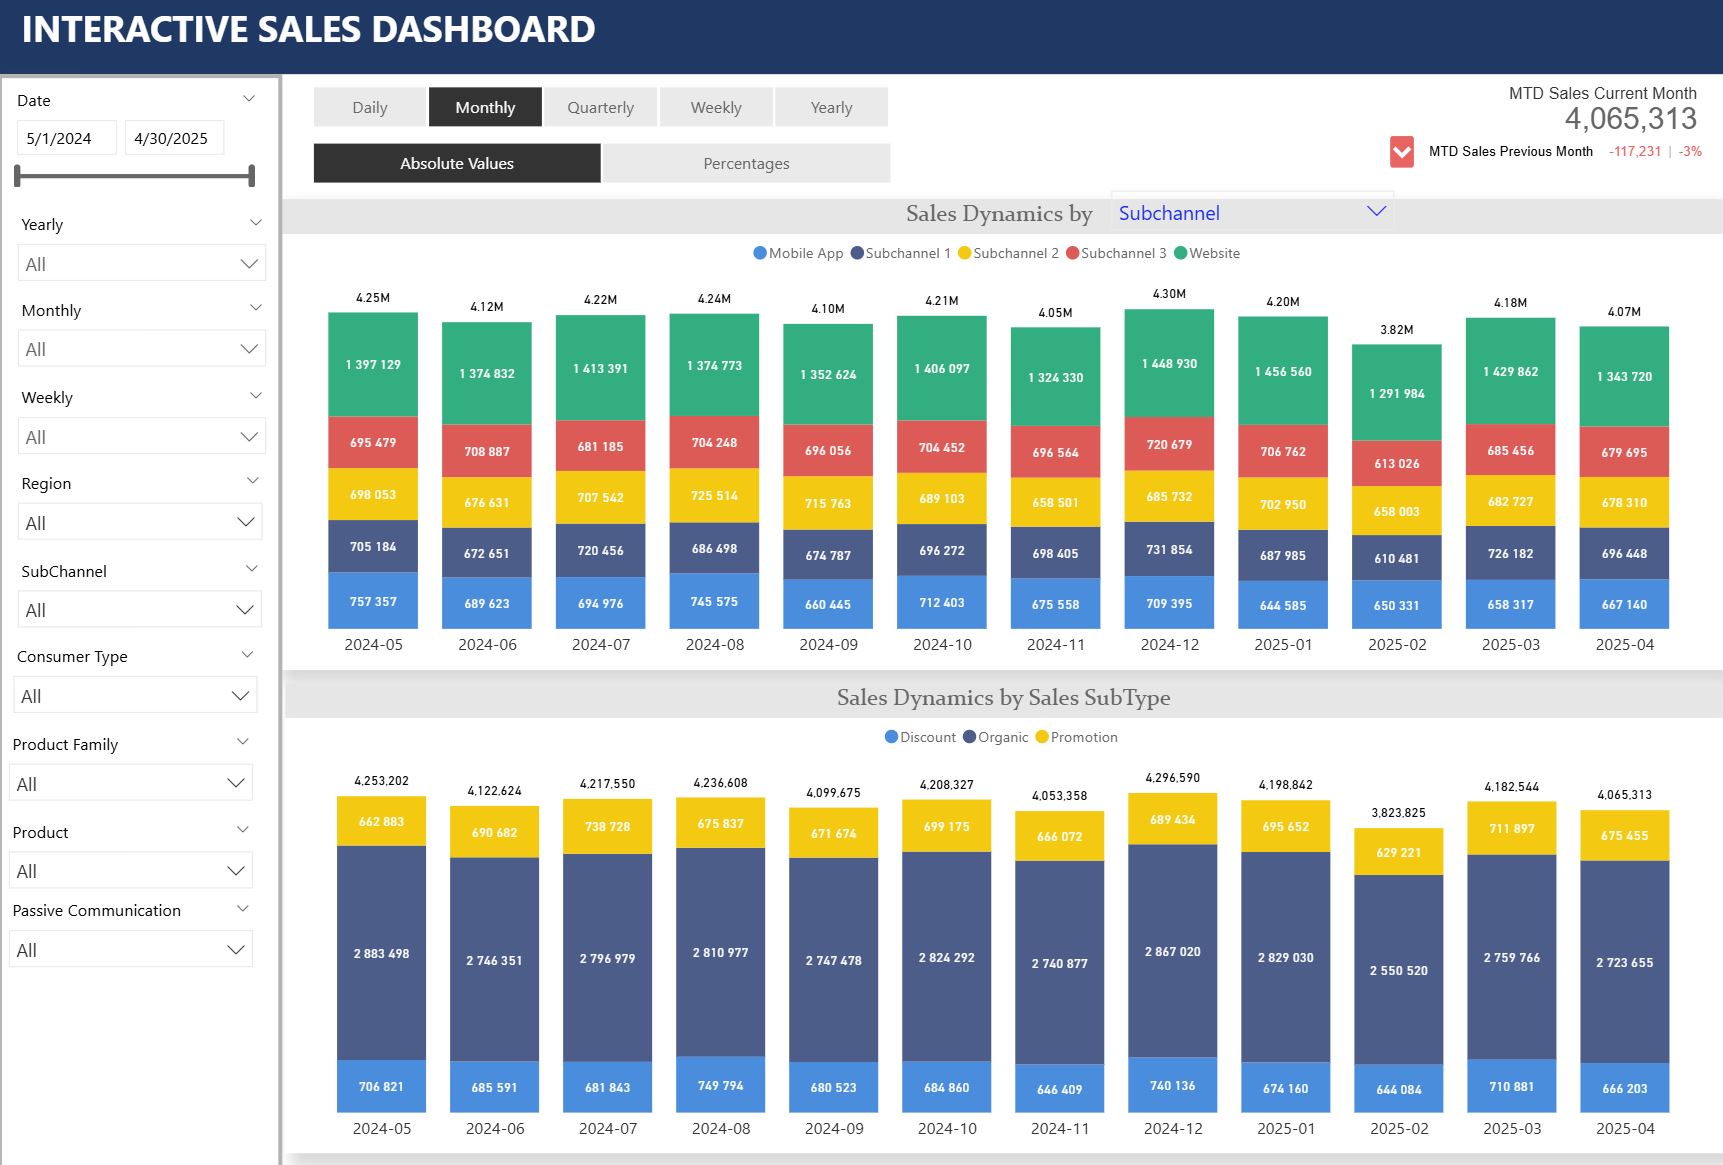 INTERACTIVE SALES DASHBOARD
Date
5/1/2024 4/30/2025
Yearly
All
Monthly
All
Weekly
All
Region
All
SubChannel
All
Consumer Type
All
Product Family
All
Product
All
Passive Communication
All
Daily Monthly Quarterly Weekly Yearly
Absolute Values Percentages
MTD Sales Current Month
4,065,313
MTD Sales Previous Month -117,231 | -3%
Sales Dynamics by Subchannel
Mobile App Subchannel 1 Subchannel 2 Subchannel 3 Website
4.25M 4.12M 4.22M 4.24M 4.10M 4.21M 4.05M 4.30M 4.20M 3.82M 4.18M 4.07M
1 397 129 1 374 832 1 413 391 1 374 773 1 352 624 1 406 097 1 324 330 1 448 930 1 456 560 1 291 984 1 429 862 1 343 720
695 479 708 887 681 185 704 248 696 056 704 452 696 564 720 679 706 762 613 026 685 456 679 695
698 053 676 631 707 542 725 514 715 763 689 103 658 501 685 732 702 950 658 003 682 727 678 310
705 184 672 651 720 456 686 498 674 787 696 272 698 405 731 854 687 985 610 481 726 182 696 448
757 357 689 623 694 976 745 575 660 445 712 403 675 558 709 395 644 585 650 331 658 317 667 140
2024-05 2024-06 2024-07 2024-08 2024-09 2024-10 2024-11 2024-12 2025-01 2025-02 2025-03 2025-04
Sales Dynamics by Sales SubType
Discount Organic Promotion
4,253,202 4,122,624 4,217,550 4,236,608 4,099,675 4,208,327 4,053,358 4,296,590 4,198,842 3,823,825 4,182,544 4,065,313
662 883 690 682 738 728 675 837 671 674 699 175 666 072 689 434 695 652 629 221 711 897 675 455
2 883 498 2 746 351 2 796 979 2 810 977 2 747 478 2 824 292 2 740 877 2 867 020 2 829 030 2 550 520 2 759 766 2 723 655
706 821 685 591 681 843 749 794 680 523 684 860 646 409 740 136 674 160 644 084 710 881 666 203
2024-05 2024-06 2024-07 2024-08 2024-09 2024-10 2024-11 2024-12 2025-01 2025-02 2025-03 2025-04